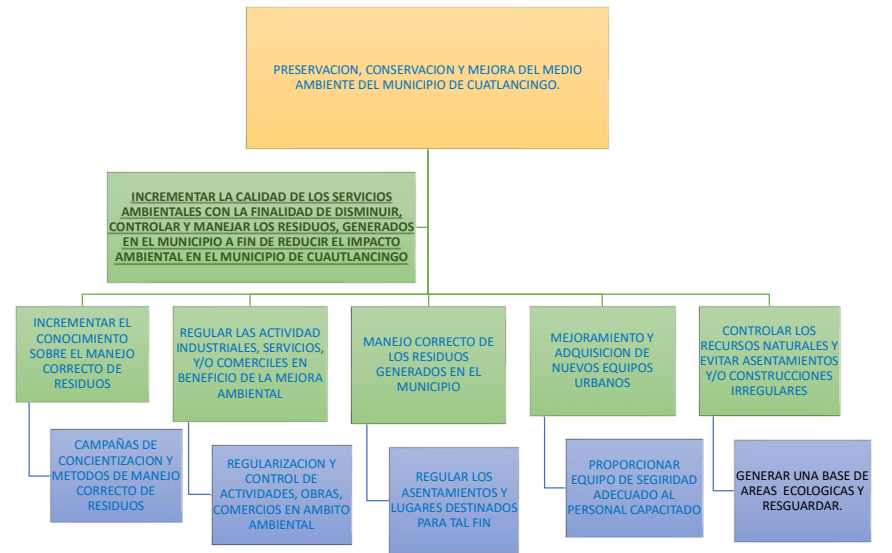 PRESERVACION, CONSERVACION Y MEJORA DEL MEDIO
AMBIENTE DEL MUNICIPIO DE CUATLANCINGO.
INCREMENTAR LA CALIDAD DE LOS SERVICIOS
AMBIENTALES CON LA FINALIDAD DE DISMINUIR,
CONTROLAR Y MANEJAR LOS RESIDUOS, GENERADOS
EN EL MUNICIPIO A FIN DE REDUCIR EL IMPACTO
AMBIENTAL EN EL MUNICIPIO DE CUAUTLANCINGO
INCREMENTAR EL
CONOCIMIENTO
SOBRE EL MANEJO
CORRECTO DE
RESIDUOS
REGULAR LAS ACTIVIDAD
INDUSTRIALES, SERVICIOS,
Y/O COMERCILES EN
BENEFICIO DE LA MEJORA
AMBIENTAL
MANEJO CORRECTO DE
LOS RESIDUOS
GENERADOS EN EL
MUNICIPIO
MEJORAMIENTO Y
ADQUISICION DE
NUEVOS EQUIPOS
URBANOS
CONTROLAR LOS
RECURSOS NATURALES Y
EVITAR ASENTAMIENTOS
Y/O CONSTRUCCIONES
IRREGULARES
CAMPAÑAS DE
CONCIENTIZACION Y
METODOS DE MANEJO
CORRECTO DE
RESIDUOS
REGULARIZACION Y
CONTROL DE
ACTIVIDADES, OBRAS,
COMERCIOS EN AMBITO
AMBIENTAL
REGULAR LOS
ASENTAMIENTOS Y
LUGARES DESTINADOS
PARA TAL FIN
PROPORCIONAR
EQUIPO DE SEGIRIDAD
ADECUADO AL
PERSONAL CAPACITADO
GENERAR UNA BASE DE
AREAS ECOLOGICAS Y
RESGUARDAR.